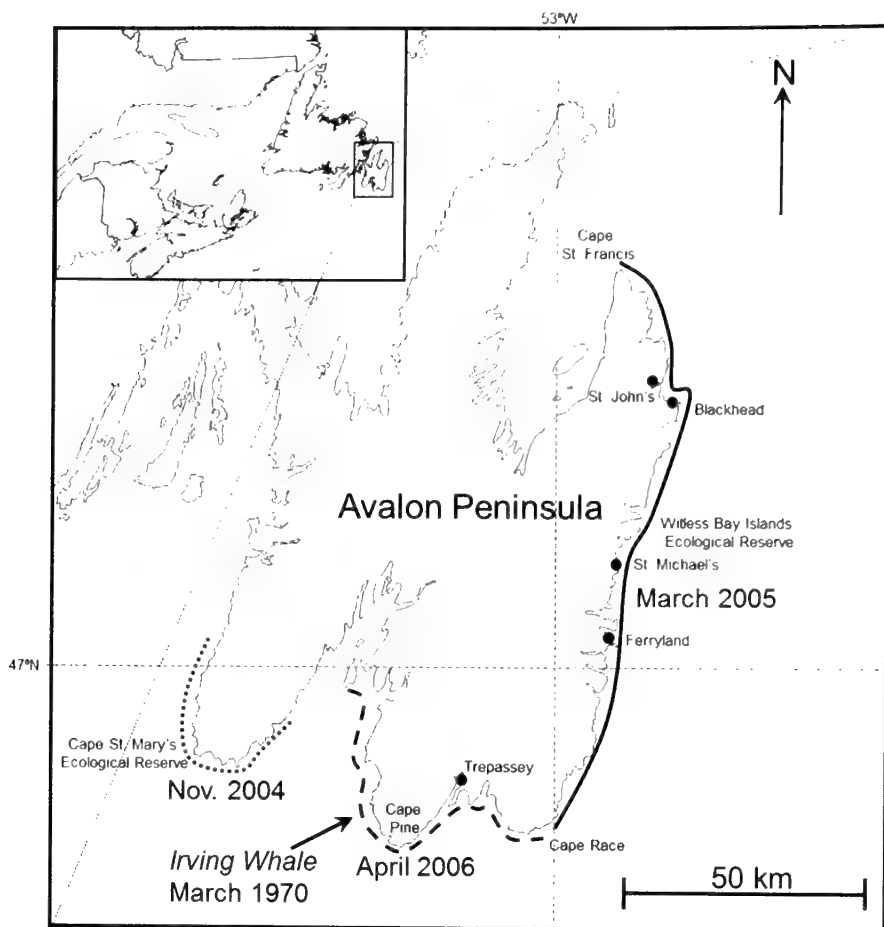 53°W
N
Cape
St. Francis
St. John's
Blackhead
Avalon Peninsula
Witless Bay Islands
Ecological Reserve
St Michael's
March 2005
Ferryland
47°N
Cape St. Mary's
Ecological Reserve
Nov. 2004
Trepassey
Cape
Pine
Cape Race
Irving Whale
March 1970
April 2006
50 km